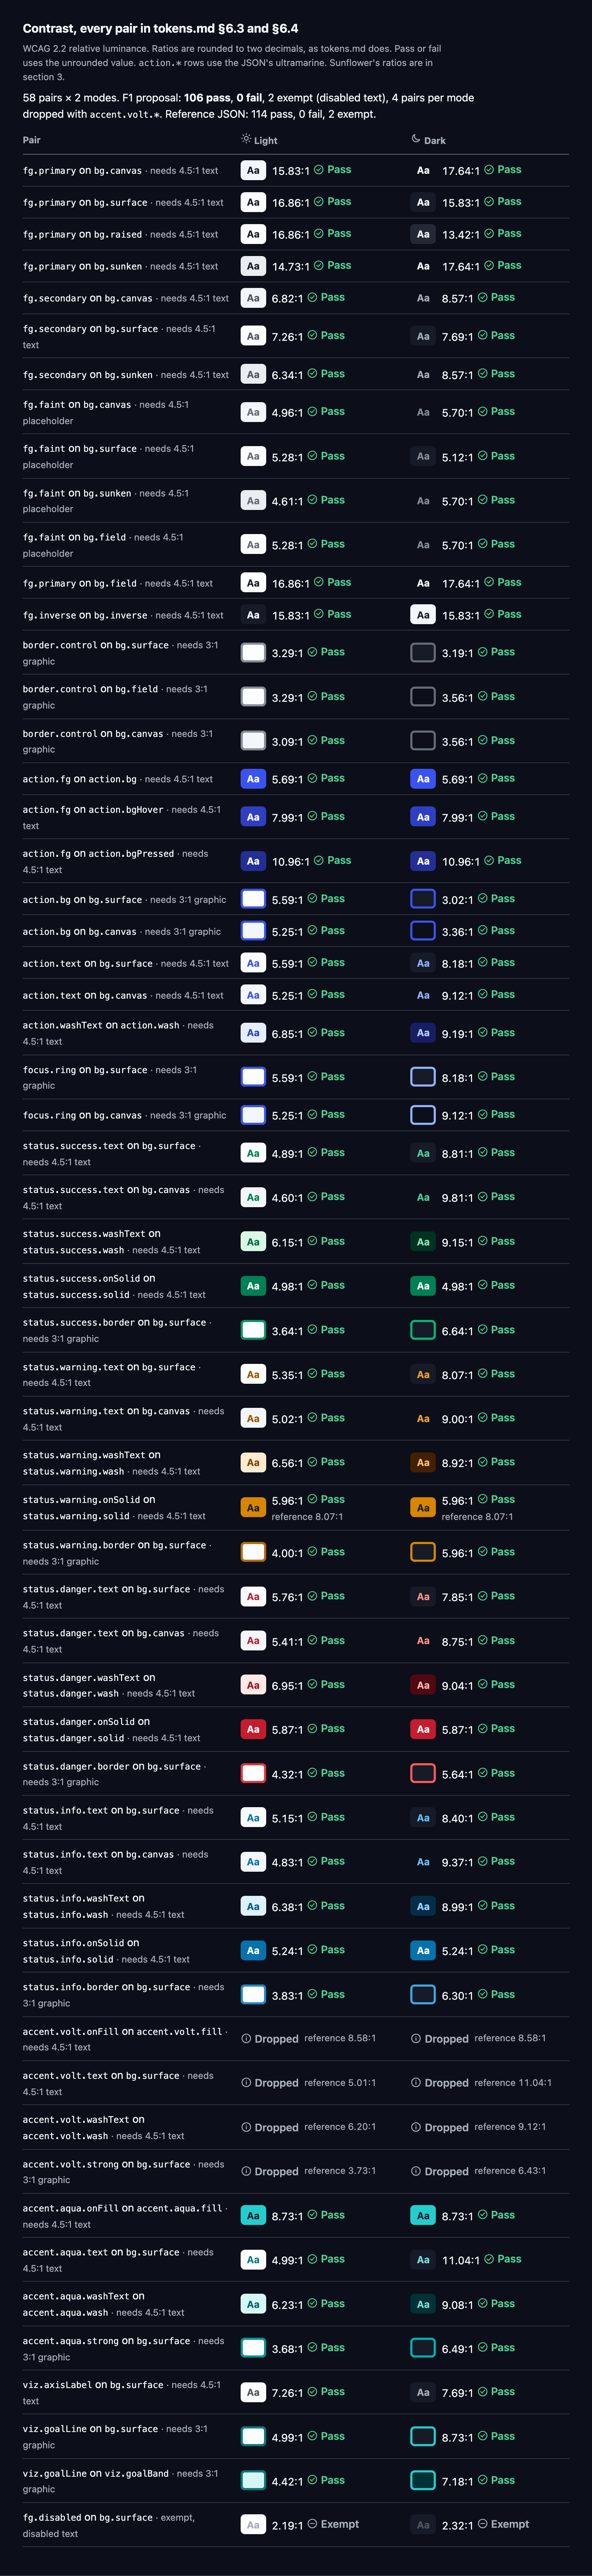 Contrast, every pair in tokens.md §6.3 and §6.4
WCAG 2.2 relative luminance. Ratios are rounded to two decimals, as tokens.md does. Pass or fail
uses the unrounded value. action.* rows use the JSON's ultramarine. Sunflower's ratios are in
section 3.
58 pairs × 2 modes. F1 proposal: 106 pass, 0 fail, 2 exempt (disabled text), 4 pairs per mode
dropped with accent.volt.*. Reference JSON: 114 pass, 0 fail, 2 exempt.
Pair Light Dark
fg.primary on bg.canvas · needs 4.5:1 text Aa 15.83:1 Pass Aa 17.64:1 Pass
fg.primary on bg.surface · needs 4.5:1 text Aa 16.86:1 Pass Aa 15.83:1 Pass
fg.primary on bg.raised · needs 4.5:1 text Aa 16.86:1 Pass Aa 13.42:1 Pass
fg.primary on bg.sunken · needs 4.5:1 text Aa 14.73:1 Pass Aa 17.64:1 Pass
fg.secondary on bg.canvas · needs 4.5:1 text Aa 6.82:1 Pass Aa 8.57:1 Pass
fg.secondary on bg.surface · needs 4.5:1
text Aa 7.26:1 Pass Aa 7.69:1 Pass
fg.secondary on bg.sunken · needs 4.5:1 text Aa 6.34:1 Pass Aa 8.57:1 Pass
fg.faint on bg.canvas · needs 4.5:1
placeholder Aa 4.96:1 Pass Aa 5.70:1 Pass
fg.faint on bg.surface · needs 4.5:1
placeholder Aa 5.28:1 Pass Aa 5.12:1 Pass
fg.faint on bg.sunken · needs 4.5:1
placeholder Aa 4.61:1 Pass Aa 5.70:1 Pass
fg.faint on bg.field · needs 4.5:1
placeholder Aa 5.28:1 Pass Aa 5.70:1 Pass
fg.primary on bg.field · needs 4.5:1 text Aa 16.86:1 Pass Aa 17.64:1 Pass
fg.inverse on bg.inverse · needs 4.5:1 text Aa 15.83:1 Pass Aa 15.83:1 Pass
border.control on bg.surface · needs 3:1
graphic 3.29:1 Pass 3.19:1 Pass
border.control on bg.field · needs 3:1
graphic 3.29:1 Pass 3.56:1 Pass
border.control on bg.canvas · needs 3:1
graphic 3.09:1 Pass 3.56:1 Pass
action.fg on action.bg · needs 4.5:1 text Aa 5.69:1 Pass Aa 5.69:1 Pass
action.fg on action.bgHover · needs 4.5:1
text Aa 7.99:1 Pass Aa 7.99:1 Pass
action.fg on action.bgPressed · needs
4.5:1 text Aa 10.96:1 Pass Aa 10.96:1 Pass
action.bg on bg.surface · needs 3:1 graphic 5.59:1 Pass 3.02:1 Pass
action.bg on bg.canvas · needs 3:1 graphic 5.25:1 Pass 3.36:1 Pass
action.text on bg.surface · needs 4.5:1 text Aa 5.59:1 Pass Aa 8.18:1 Pass
action.text on bg.canvas · needs 4.5:1 text Aa 5.25:1 Pass Aa 9.12:1 Pass
action.washText on action.wash · needs
4.5:1 text Aa 6.85:1 Pass Aa 9.19:1 Pass
focus.ring on bg.surface · needs 3:1
graphic 5.59:1 Pass 8.18:1 Pass
focus.ring on bg.canvas · needs 3:1 graphic 5.25:1 Pass 9.12:1 Pass
status.success.text on bg.surface ·
needs 4.5:1 text Aa 4.89:1 Pass Aa 8.81:1 Pass
status.success.text on bg.canvas · needs
4.5:1 text Aa 4.60:1 Pass Aa 9.81:1 Pass
status.success.washText on
status.success.wash · needs 4.5:1 text Aa 6.15:1 Pass Aa 9.15:1 Pass
status.success.onSolid on
status.success.solid · needs 4.5:1 text Aa 4.98:1 Pass Aa 4.98:1 Pass
status.success.border on bg.surface ·
needs 3:1 graphic 3.64:1 Pass 6.64:1 Pass
status.warning.text on bg.surface ·
needs 4.5:1 text Aa 5.35:1 Pass Aa 8.07:1 Pass
status.warning.text on bg.canvas · needs
4.5:1 text Aa 5.02:1 Pass Aa 9.00:1 Pass
status.warning.washText on
status.warning.wash · needs 4.5:1 text Aa 6.56:1 Pass Aa 8.92:1 Pass
status.warning.onSolid on Aa 5.96:1 Pass Aa 5.96:1 Pass
status.warning.solid · needs 4.5:1 text reference 8.07:1 reference 8.07:1
status.warning.border on bg.surface ·
needs 3:1 graphic 4.00:1 Pass 5.96:1 Pass
status.danger.text on bg.surface · needs
4.5:1 text Aa 5.76:1 Pass Aa 7.85:1 Pass
status.danger.text on bg.canvas · needs
4.5:1 text Aa 5.41:1 Pass Aa 8.75:1 Pass
status.danger.washText on
status.danger.wash · needs 4.5:1 text Aa 6.95:1 Pass Aa 9.04:1 Pass
status.danger.onSolid on
status.danger.solid · needs 4.5:1 text Aa 5.87:1 Pass Aa 5.87:1 Pass
status.danger.border on bg.surface ·
needs 3:1 graphic 4.32:1 Pass 5.64:1 Pass
status.info.text on bg.surface · needs
4.5:1 text Aa 5.15:1 Pass Aa 8.40:1 Pass
status.info.text on bg.canvas · needs
4.5:1 text Aa 4.83:1 Pass Aa 9.37:1 Pass
status.info.washText on
status.info.wash · needs 4.5:1 text Aa 6.38:1 Pass Aa 8.99:1 Pass
status.info.onSolid on
status.info.solid · needs 4.5:1 text Aa 5.24:1 Pass Aa 5.24:1 Pass
status.info.border on bg.surface · needs
3:1 graphic 3.83:1 Pass 6.30:1 Pass
accent.volt.onFill on accent.volt.fill ·
needs 4.5:1 text Dropped reference 8.58:1 Dropped reference 8.58:1
accent.volt.text on bg.surface · needs
4.5:1 text Dropped reference 5.01:1 Dropped reference 11.04:1
accent.volt.washText on
accent.volt.wash · needs 4.5:1 text Dropped reference 6.20:1 Dropped reference 9.12:1
accent.volt.strong on bg.surface · needs
3:1 graphic Dropped reference 3.73:1 Dropped reference 6.43:1
accent.aqua.onFill on accent.aqua.fill ·
needs 4.5:1 text Aa 8.73:1 Pass Aa 8.73:1 Pass
accent.aqua.text on bg.surface · needs
4.5:1 text Aa 4.99:1 Pass Aa 11.04:1 Pass
accent.aqua.washText on
accent.aqua.wash · needs 4.5:1 text Aa 6.23:1 Pass Aa 9.08:1 Pass
accent.aqua.strong on bg.surface · needs
3:1 graphic 3.68:1 Pass 6.49:1 Pass
viz.axisLabel on bg.surface · needs 4.5:1
text Aa 7.26:1 Pass Aa 7.69:1 Pass
viz.goalLine on bg.surface · needs 3:1
graphic 4.99:1 Pass 8.73:1 Pass
viz.goalLine on viz.goalBand · needs 3:1
graphic 4.42:1 Pass 7.18:1 Pass
fg.disabled on bg.surface · exempt,
disabled text Aa 2.19:1 Exempt Aa 2.32:1 Exempt